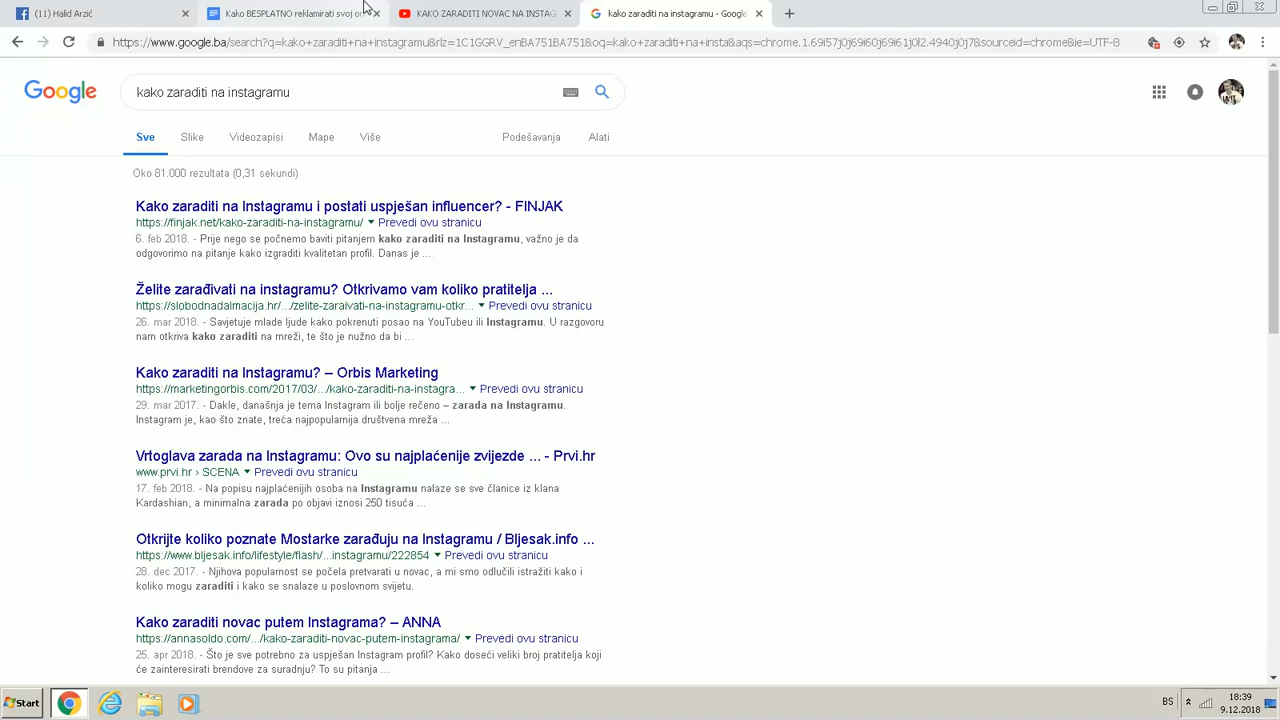 (11) Halid Arzić
Kako BESPLATNO reklamirati svoj
KAKO ZARADITI NOVAC NA INSTAG
kako zaraditi na instagramu - Google
https://www.google.ba/search?q=kako+zaraditi+na+instagramu&rlz=1C1GGRV_enBA751BA751&oq=kako+zaraditi+na+insta&aqs=chrome.1.69i57j0j69i60j69i61j0l2.4940j0j7&sourceid=chrome&ie=UTF-8
Google
kako zaraditi na instagramu
Sve Slike Videozapisi Mape Više Podešavanja Alati
Oko 81.000 rezultata (0,31 sekundi)
Kako zaraditi na Instagramu i postati uspješan influencer? - FINJAK
https://finjak.net/kako-zaraditi-na-instagramu/ Prevedi ovu stranicu
6. feb 2018. - Prije nego se počnemo baviti pitanjem kako zaraditi na Instagramu, važno je da
odgovorimo na pitanje kako izgraditi kvalitetan profil. Danas je ...
Želite zarađivati na instagramu? Otkrivamo vam koliko pratitelja ...
https://slobodnadalmacija.hr/.../zelite-zaraivati-na-instagramu-otkr... Prevedi ovu stranicu
26. mar 2018. - Savjetuje mlade ljude kako pokrenuti posao na YouTubeu ili Instagramu. U razgovoru
nam otkriva kako zaraditi na mreži, te što je nužno da bi ...
Kako zaraditi na Instagramu? – Orbis Marketing
https://marketingorbis.com/2017/03/.../kako-zaraditi-na-instagra... Prevedi ovu stranicu
29. mar 2017. - Dakle, današnja je tema Instagram ili bolje rečeno – zarada na Instagramu.
Instagram je, kao što znate, treća najpopularnija društvena mreža ...
Vrtoglava zarada na Instagramu: Ovo su najplaćenije zvijezde ... - Prvi.hr
www.prvi.hr › SCENA Prevedi ovu stranicu
17. feb 2018. - Na popisu najplaćenijih osoba na Instagramu nalaze se sve članice iz klana
Kardashian, a minimalna zarada po objavi iznosi 250 tisuća ...
Otkrijte koliko poznate Mostarke zarađuju na Instagramu / Bljesak.info ...
https://www.bljesak.info/lifestyle/flash/...instagramu/222854 Prevedi ovu stranicu
28. dec 2017. - Njihova popularnost se počela pretvarati u novac, a mi smo odlučili istražiti kako i
koliko mogu zaraditi i kako se snalaze u poslovnom svijetu.
Kako zaraditi novac putem Instagrama? – ANNA
https://annasoldo.com/.../kako-zaraditi-novac-putem-instagrama/ Prevedi ovu stranicu
25. apr 2018. - Što je sve potrebno za uspješan Instagram profil? Kako doseći veliki broj pratitelja koji
će zainteresirati brendove za suradnju? To su pitanja ...
Start
BS
18:39
9.12.2018